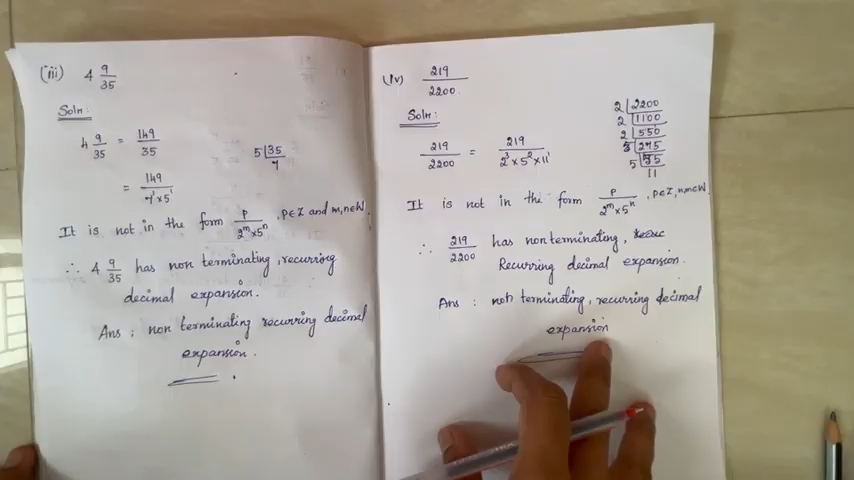 (iii) 4 9/35
Soln:
4 9/35 = 149/35
5 | 35
7
= 149/7¹×5¹
It is not in the form P/2ᵐ×5ⁿ, P∈Z and m,n∈W.
∴ 4 9/35 has non terminating, recurring
decimal expansion.
Ans : non terminating recurring decimal
expansion.
(iv) 219/2200
Soln:
2 | 2200
2 | 1100
2 | 550
5 | 275
5 | 55
11
219/2200 = 219/2³×5²×11¹
It is not in the form P/2ᵐ×5ⁿ, P∈Z, n,m∈W.
∴ 219/2200 has nonterminating,
Recurring decimal expansion.
Ans : non terminating, recurring decimal
expansion